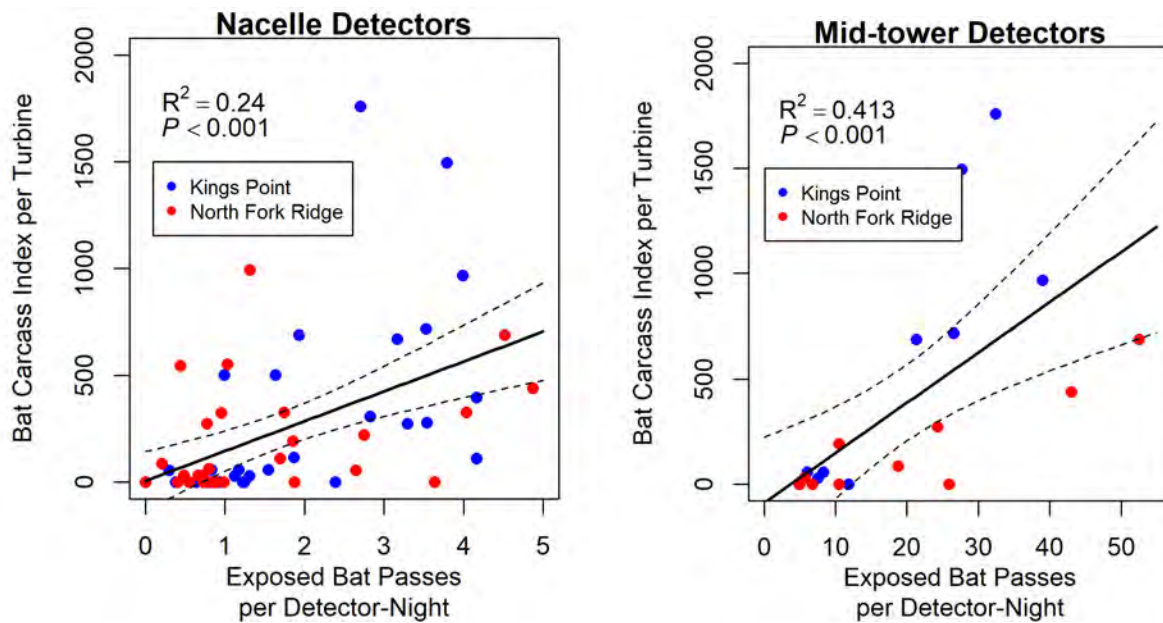 Nacelle Detectors
Bat Carcass Index per Turbine
2000
1500
1000
500
0
R² = 0.24
P < 0.001
Kings Point
North Fork Ridge
0 1 2 3 4 5
Exposed Bat Passes
per Detector-Night
Mid-tower Detectors
Bat Carcass Index per Turbine
2000
1500
1000
500
0
R² = 0.413
P < 0.001
Kings Point
North Fork Ridge
0 10 20 30 40 50
Exposed Bat Passes
per Detector-Night